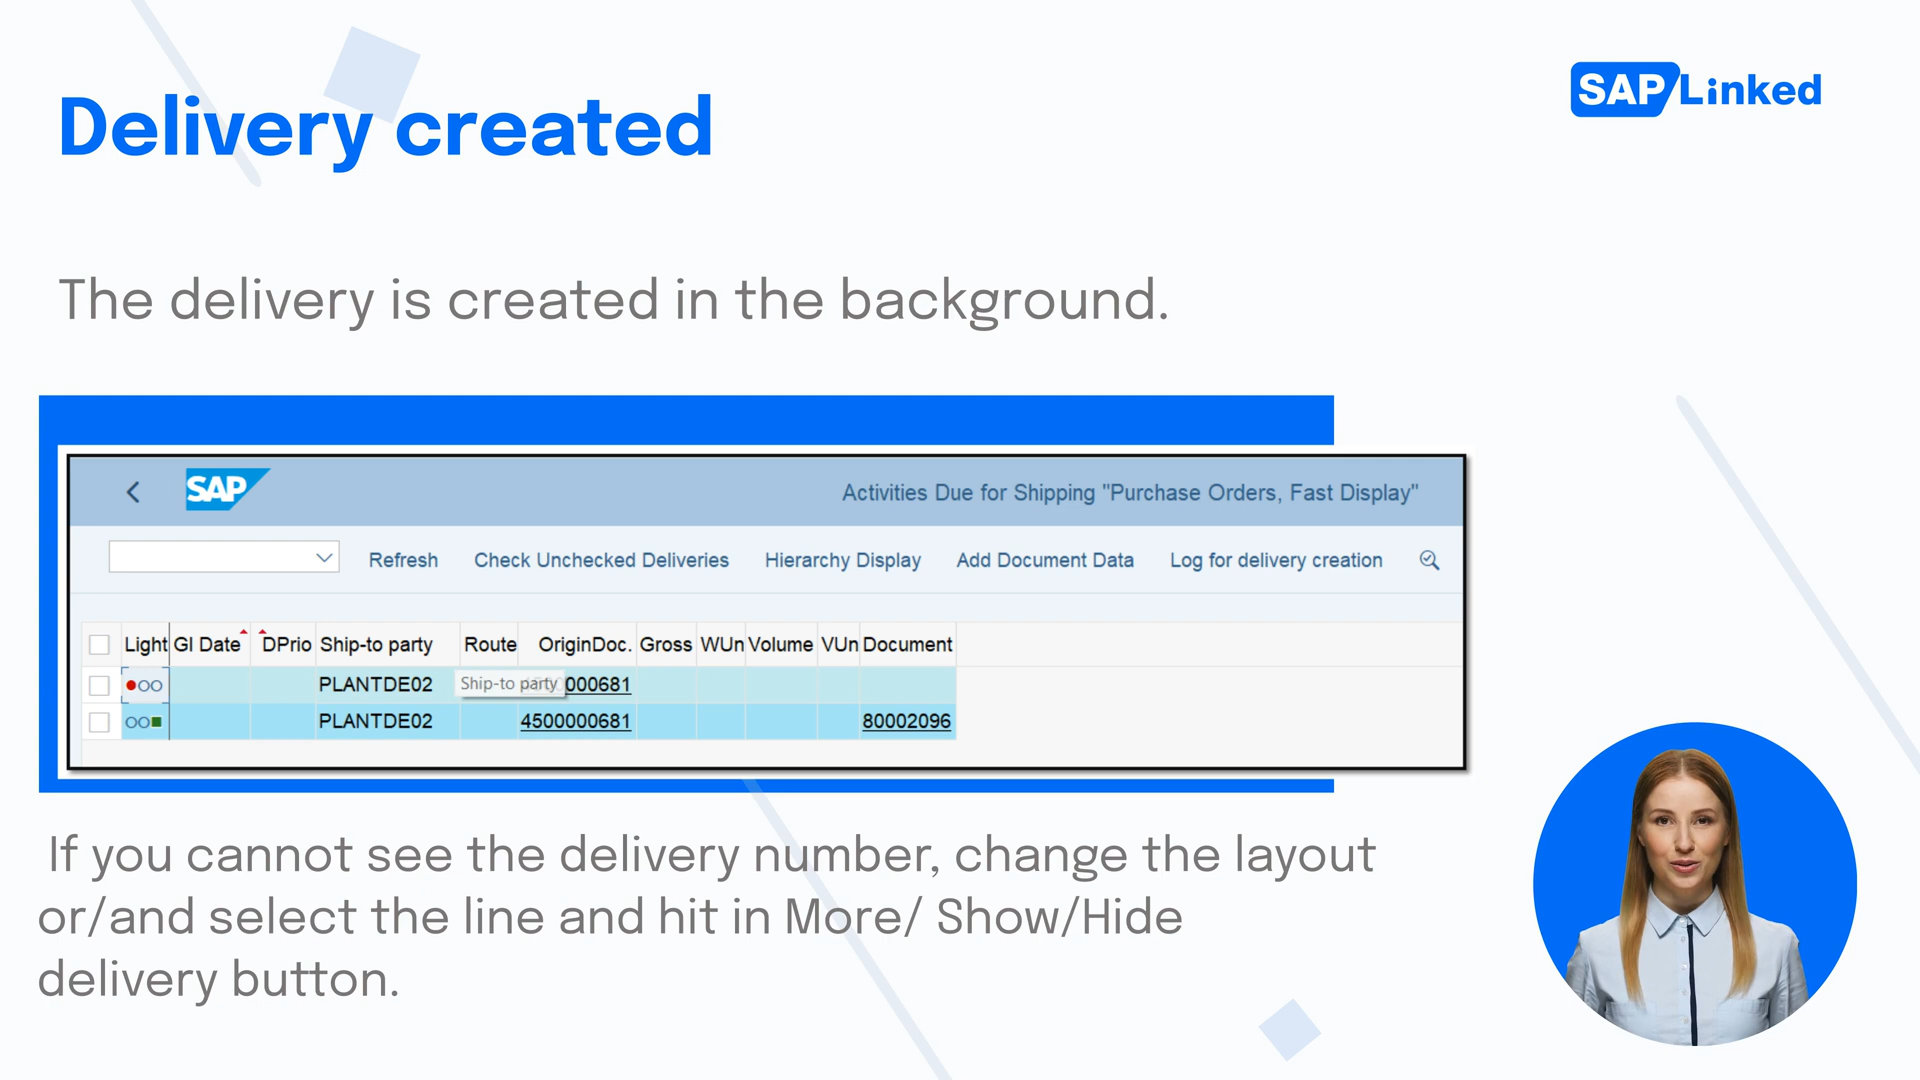 SAP Linked
Delivery created
The delivery is created in the background.
SAP
Activities Due for Shipping "Purchase Orders, Fast Display"
Refresh Check Unchecked Deliveries Hierarchy Display Add Document Data Log for delivery creation
Light GI Date DPrio Ship-to party Route OriginDoc. Gross WUn Volume VUn Document
PLANTDE02 Ship-to party 000681
PLANTDE02 4500000681 80002096
If you cannot see the delivery number, change the layout
or/and select the line and hit in More/ Show/Hide
delivery button.